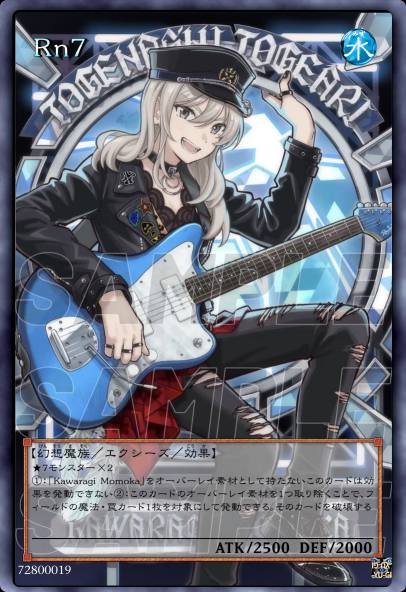 Rn7
水
TOGENASHI TOGEARI
SAMPLE
SAMPLE
SAMPLE
【幻想魔族／エクシーズ／効果】
★7モンスター×2
①:「Kawaragi Momoka」をオーバーレイ素材として持たないこのカードは効
果を発動できない②:このカードのオーバーレイ素材を1つ取り除くことで、フ
ィールドの魔法・罠カード1枚を対象にして発動できる。そのカードを破壊する
KAWARAGI
ATK/2500 DEF/2000
72800019